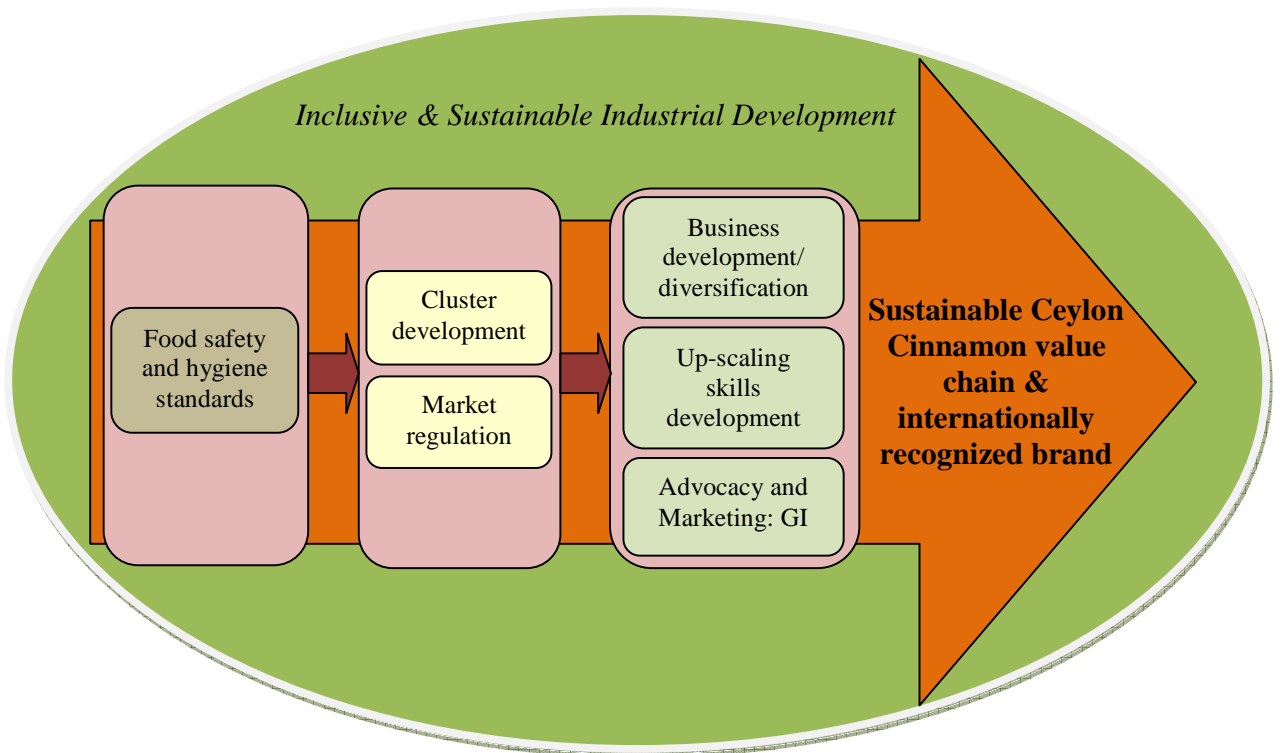 Inclusive & Sustainable Industrial Development
Food safety
and hygiene
standards
Cluster
development
Market
regulation
Business
development/
diversification
Up-scaling
skills
development
Advocacy and
Marketing: GI
Sustainable Ceylon
Cinnamon value
chain &
internationally
recognized brand